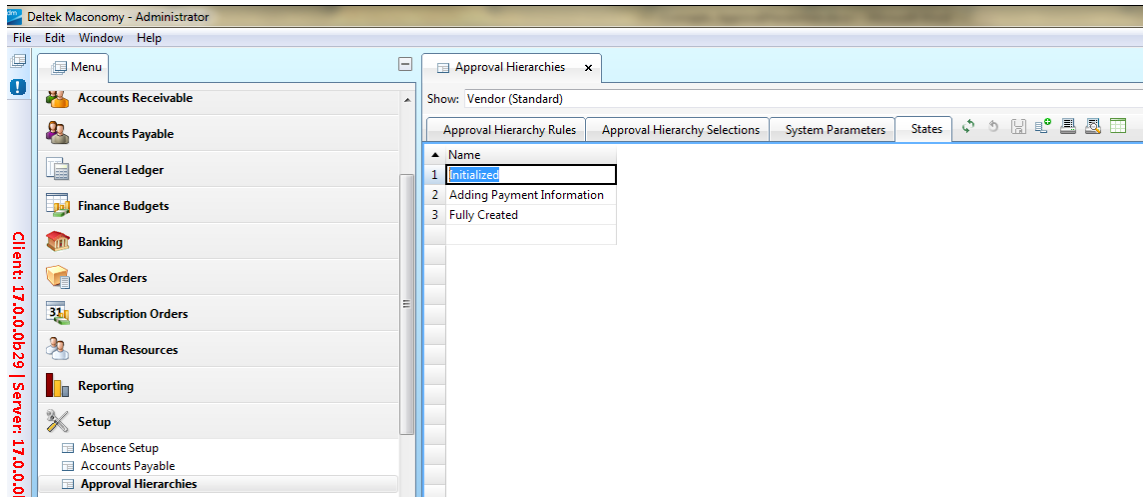 Deltek Maconomy - Administrator
File Edit Window Help
Menu
Approval Hierarchies x
Accounts Receivable
Accounts Payable
General Ledger
Finance Budgets
Banking
Sales Orders
31 Subscription Orders
Human Resources
Reporting
Setup
Absence Setup
Accounts Payable
Approval Hierarchies
Show: Vendor (Standard)
Approval Hierarchy Rules Approval Hierarchy Selections System Parameters States
Name
1 Initialized
2 Adding Payment Information
3 Fully Created
Client: 17.0.0.0b29 | Server: 17.0.0.0